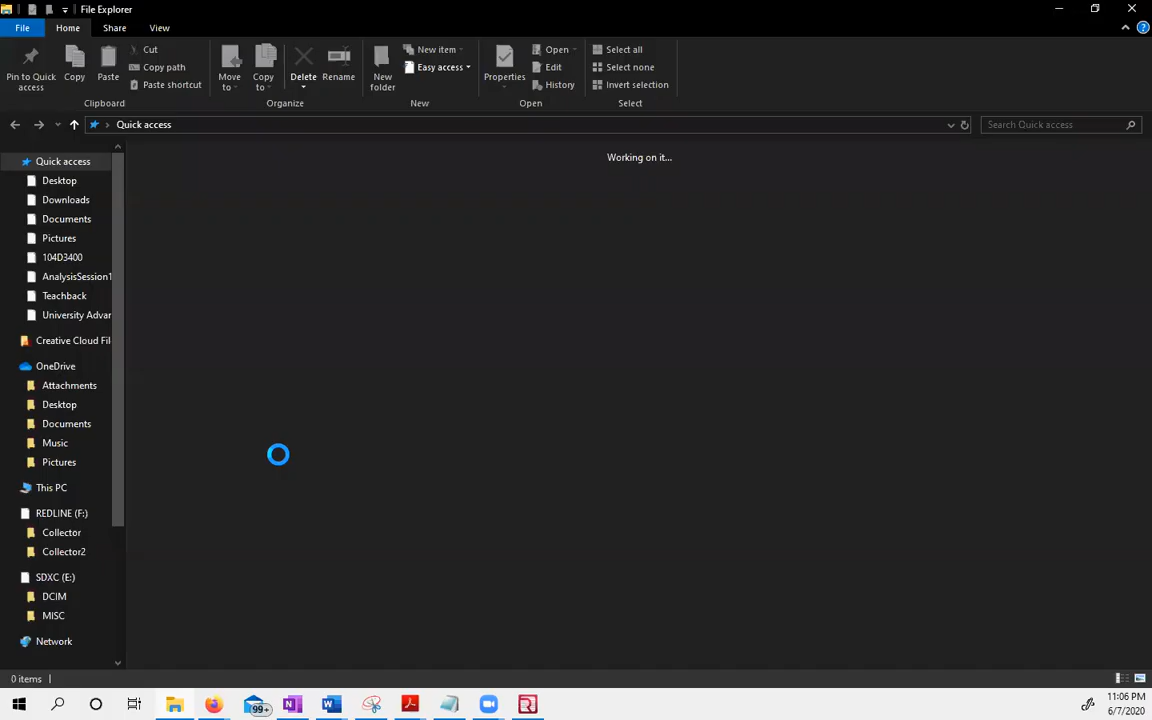 File Explorer
File Home Share View
Pin to Quick access
Copy
Paste
Cut
Copy path
Paste shortcut
Clipboard
Move to
Copy to
Delete
Rename
Organize
New folder
New item
Easy access
New
Properties
Open
Edit
History
Open
Select all
Select none
Invert selection
Select
Quick access
Search Quick access
Working on it...
Quick access
Desktop
Downloads
Documents
Pictures
104D3400
AnalysisSession1
Teachback
University Advar
Creative Cloud Fil
OneDrive
Attachments
Desktop
Documents
Music
Pictures
This PC
REDLINE (F:)
Collector
Collector2
SDXC (E:)
DCIM
MISC
Network
0 items
99+
11:06 PM
6/7/2020